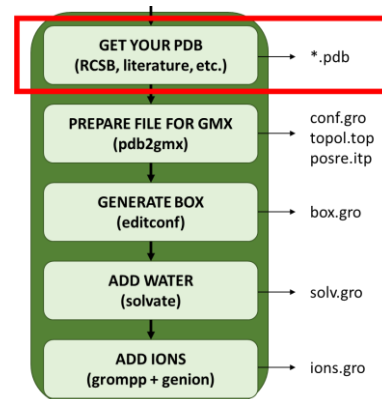 GET YOUR PDB
(RCSB, literature, etc.)
*.pdb
PREPARE FILE FOR GMX
(pdb2gmx)
conf.gro
topol.top
posre.itp
GENERATE BOX
(editconf)
box.gro
ADD WATER
(solvate)
solv.gro
ADD IONS
(grompp + genion)
ions.gro